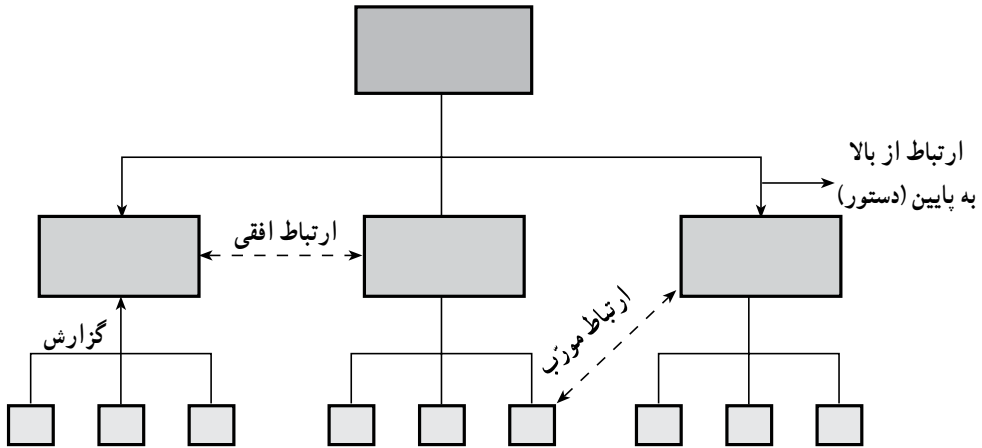 ارتباط از بالا
به پایین (دستور)
ارتباط افقی
ارتباط مورّب
گزارش